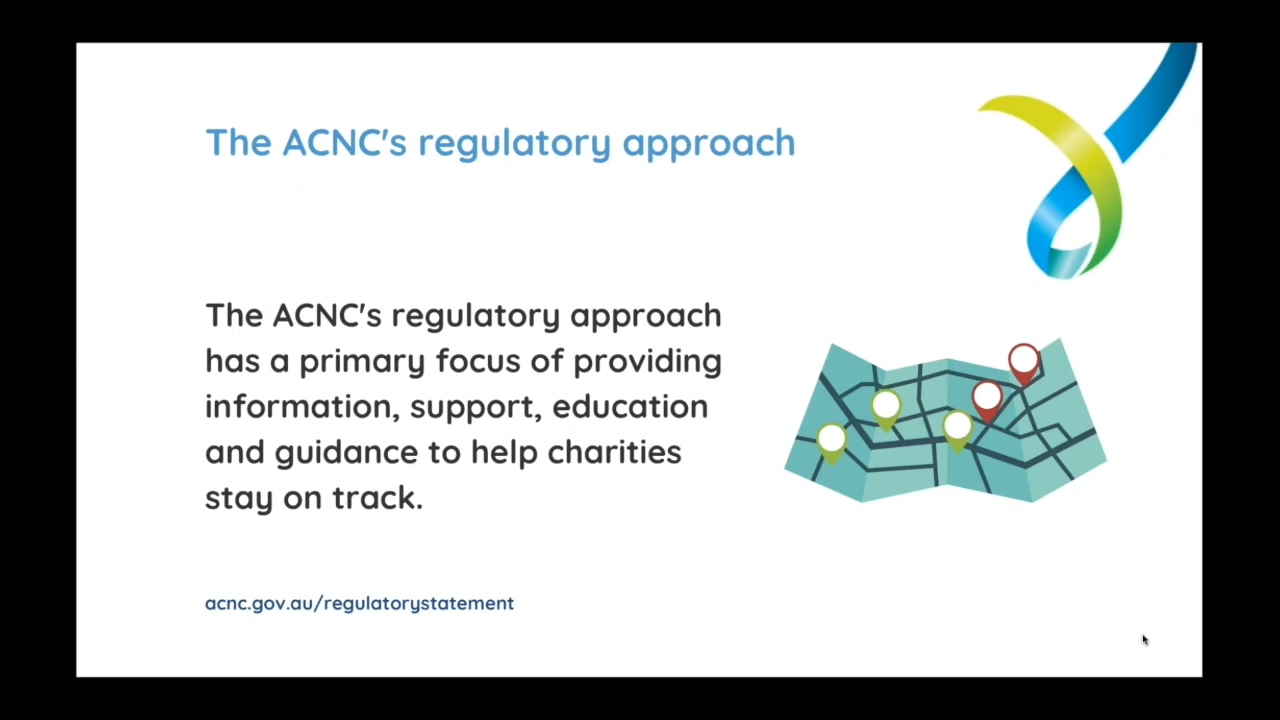 The ACNC's regulatory approach
The ACNC's regulatory approach
has a primary focus of providing
information, support, education
and guidance to help charities
stay on track.
acnc.gov.au/regulatorystatement